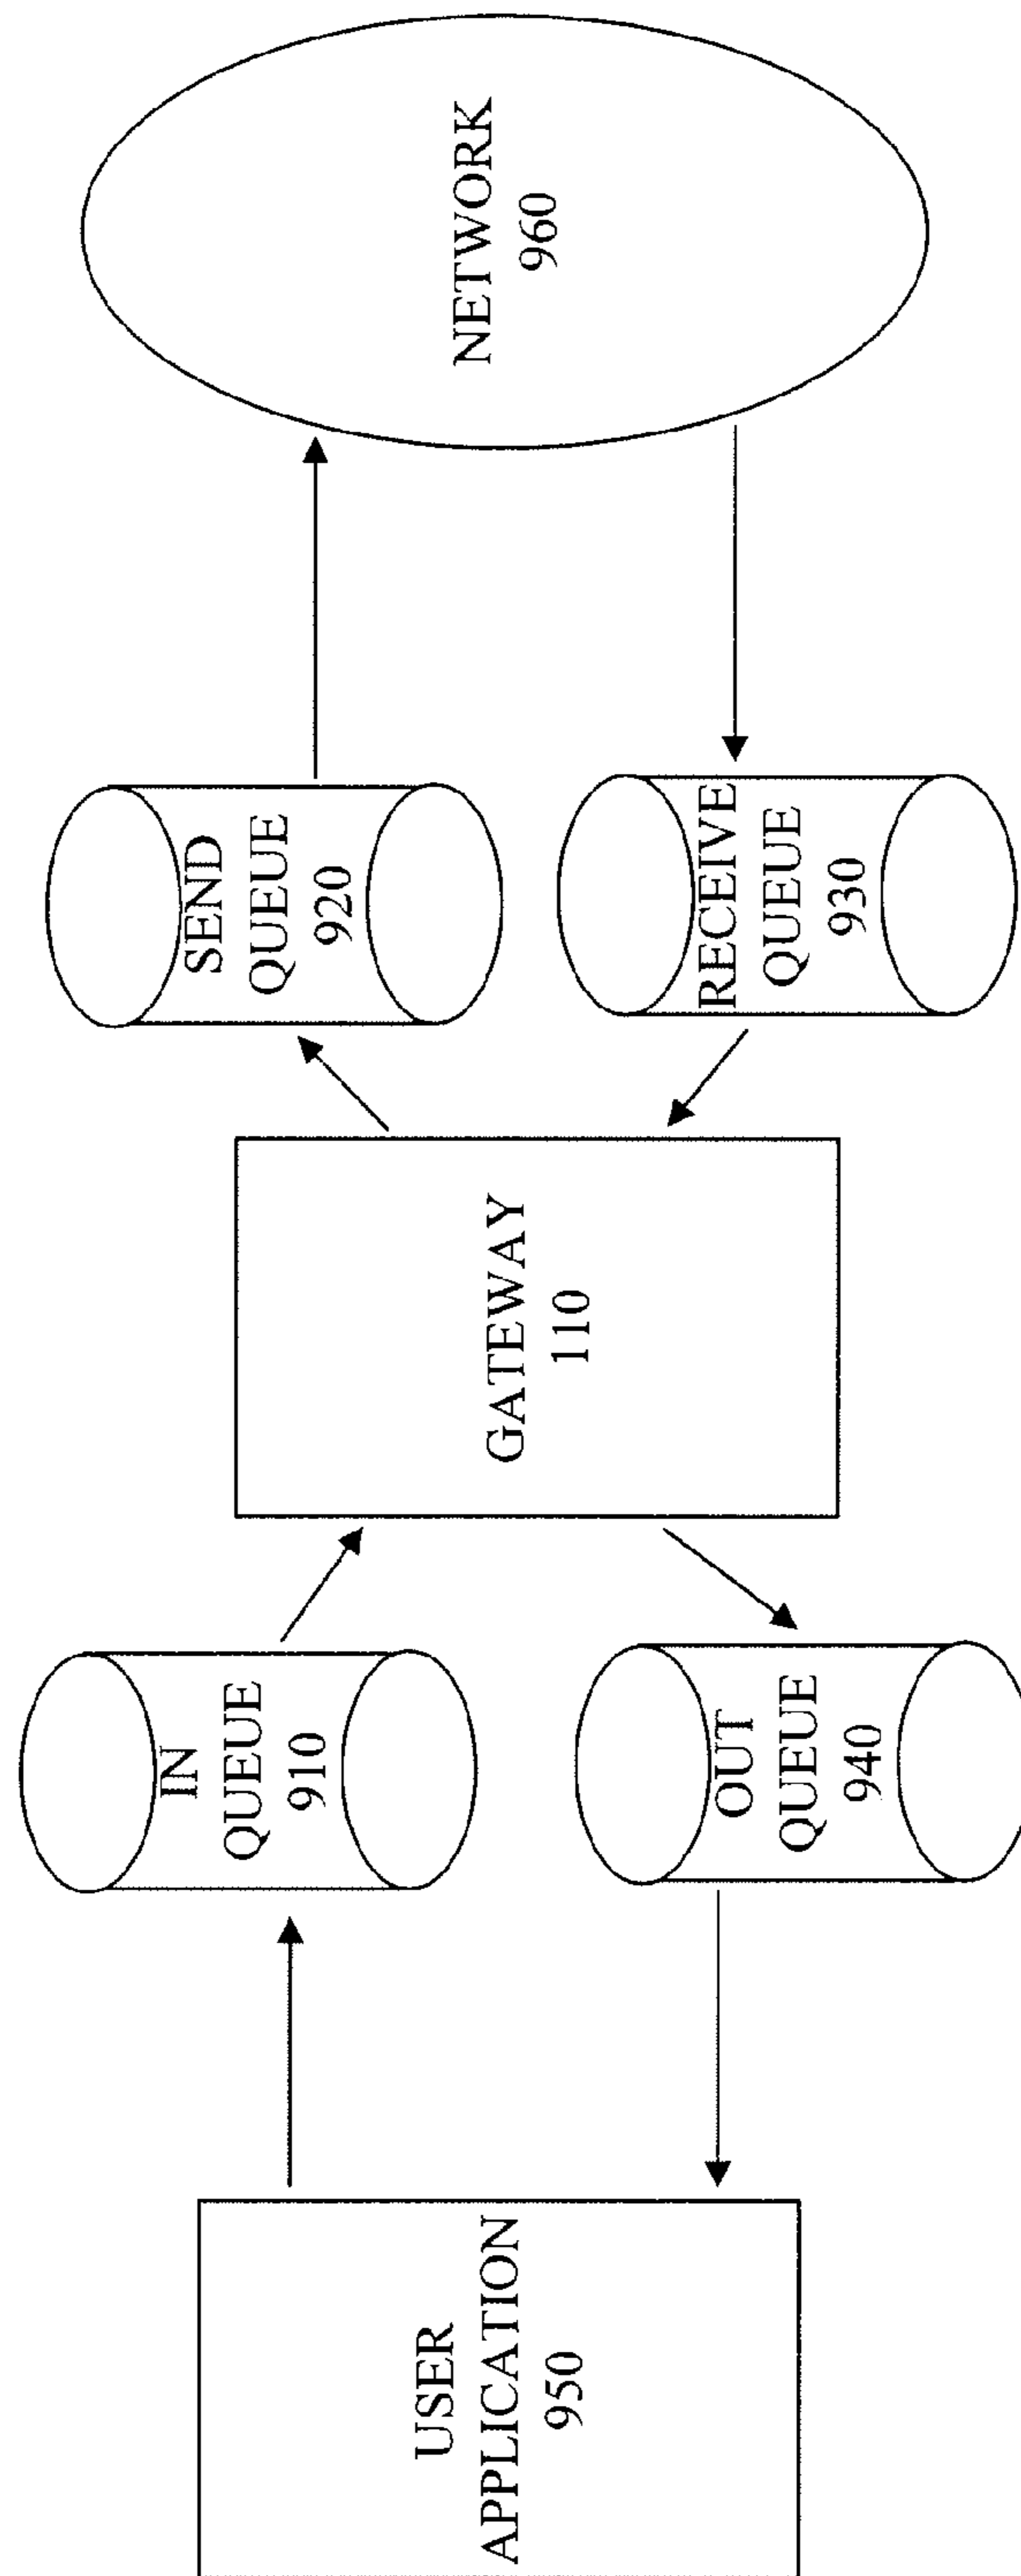 USER
APPLICATION
950
IN
QUEUE
910
OUT
QUEUE
940
GATEWAY
110
SEND
QUEUE
920
RECEIVE
QUEUE
930
NETWORK
960